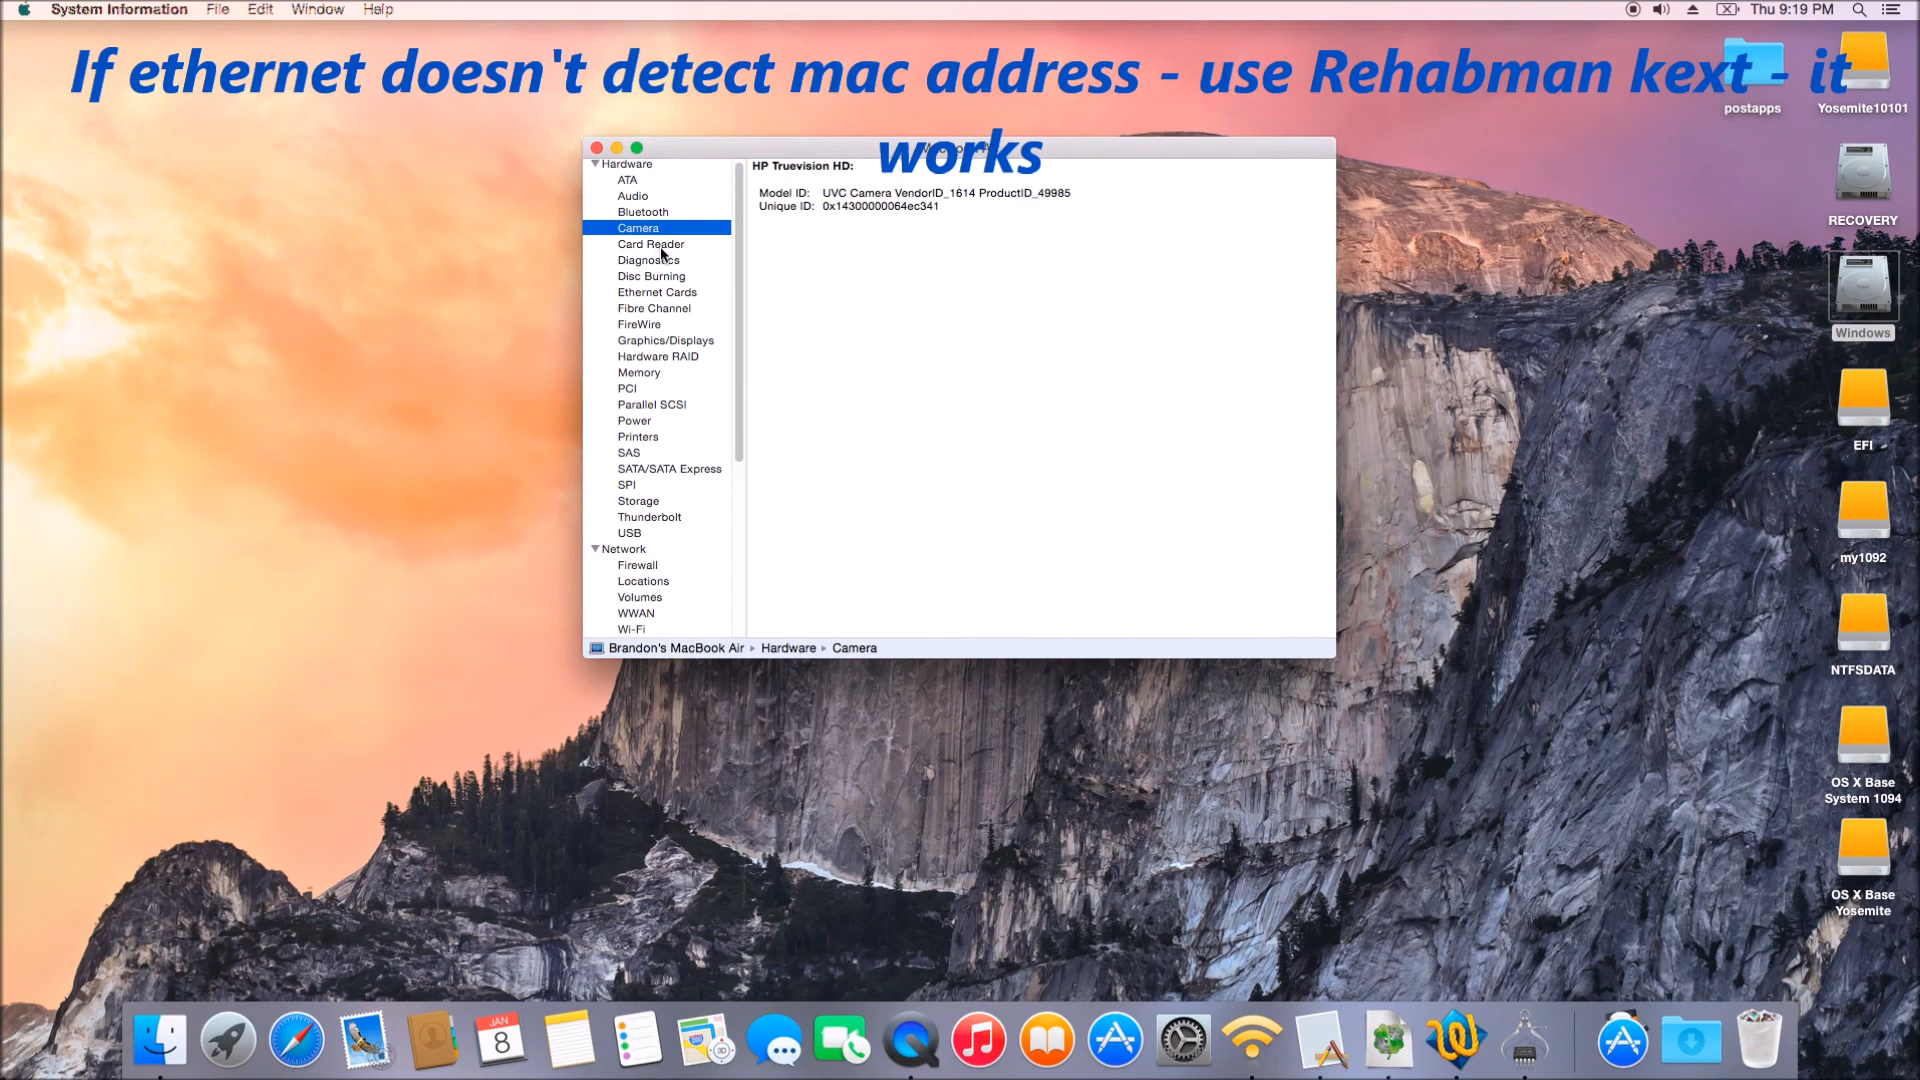 System Information File Edit Window Help
Thu 9:19 PM
If ethernet doesn't detect mac address - use Rehabman kext - it
works
postapps
Yosemite10101
RECOVERY
Windows
EFI
my1092
NTFSDATA
OS X Base
System 1094
OS X Base
Yosemite
Hardware
ATA
Audio
Bluetooth
Camera
Card Reader
Diagnostics
Disc Burning
Ethernet Cards
Fibre Channel
FireWire
Graphics/Displays
Hardware RAID
Memory
PCI
Parallel SCSI
Power
Printers
SAS
SATA/SATA Express
SPI
Storage
Thunderbolt
USB
Network
Firewall
Locations
Volumes
WWAN
Wi-Fi
HP Truevision HD:
Model ID: UVC Camera VendorID_1614 ProductID_49985
Unique ID: 0x14300000064ec341
Brandon's MacBook Air Hardware Camera
JAN
8
3D